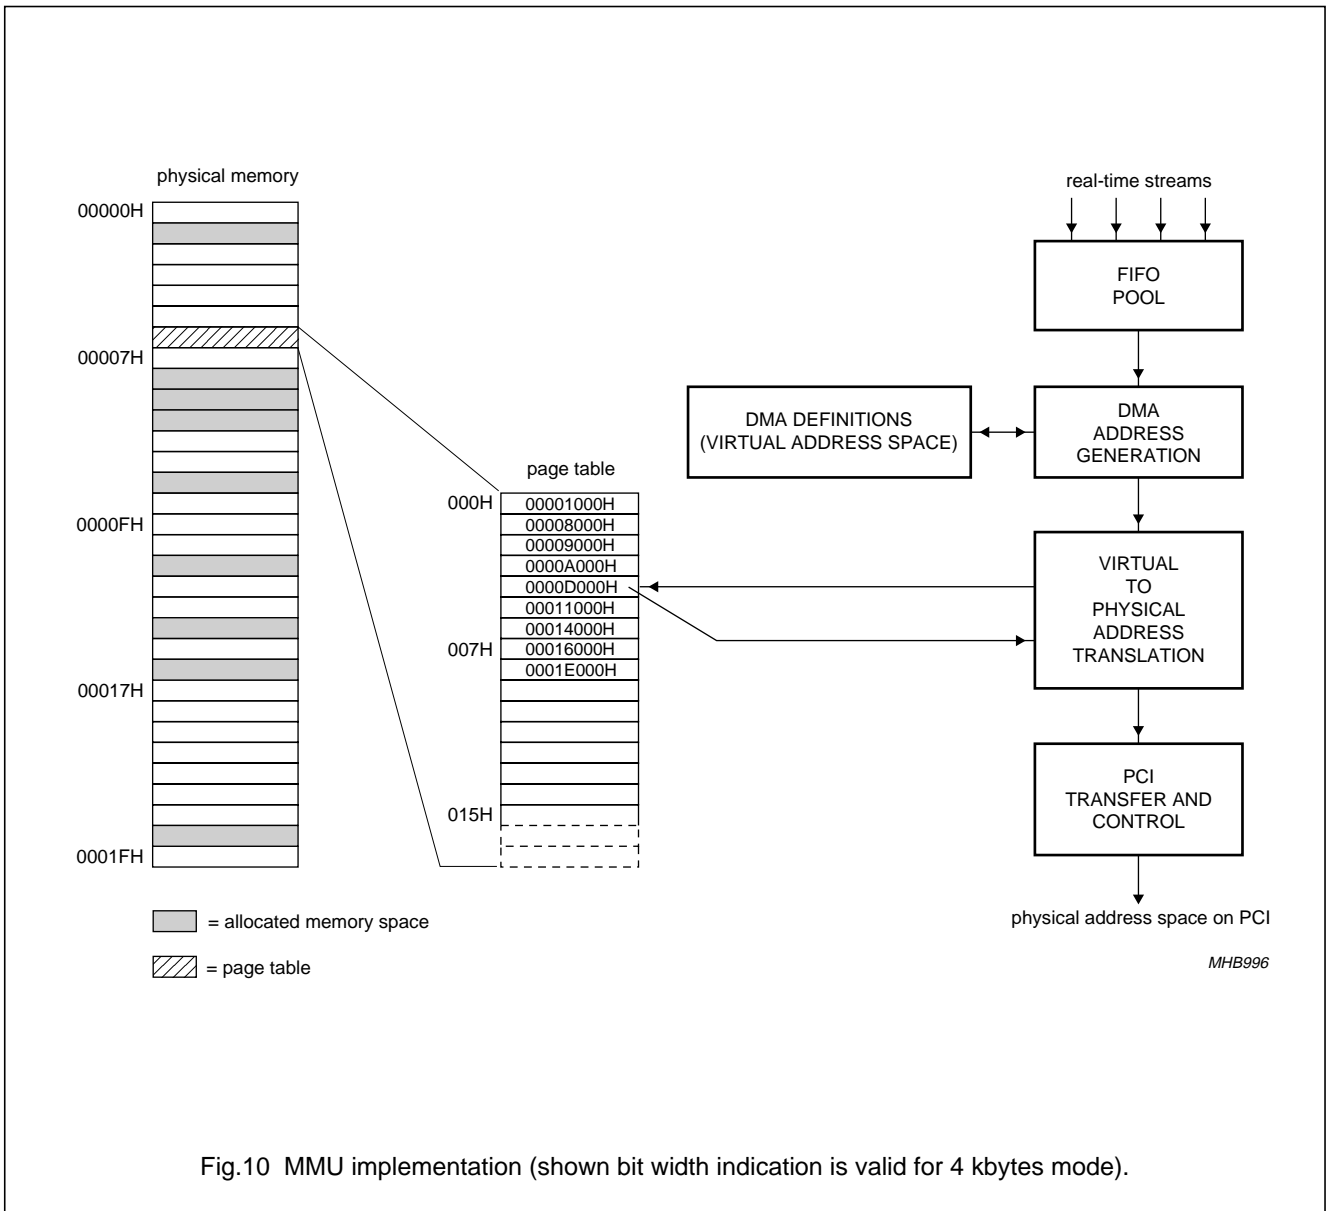 physical memory
00000H
00007H
0000FH
00017H
0001FH
= allocated memory space
= page table
page table
000H
00001000H
00008000H
00009000H
0000A000H
0000D000H
00011000H
00014000H
007H
00016000H
0001E000H
015H
real-time streams
FIFO
POOL
DMA DEFINITIONS
(VIRTUAL ADDRESS SPACE)
DMA
ADDRESS
GENERATION
VIRTUAL
TO
PHYSICAL
ADDRESS
TRANSLATION
PCI
TRANSFER AND
CONTROL
physical address space on PCI
MHB996
Fig.10 MMU implementation (shown bit width indication is valid for 4 kbytes mode).